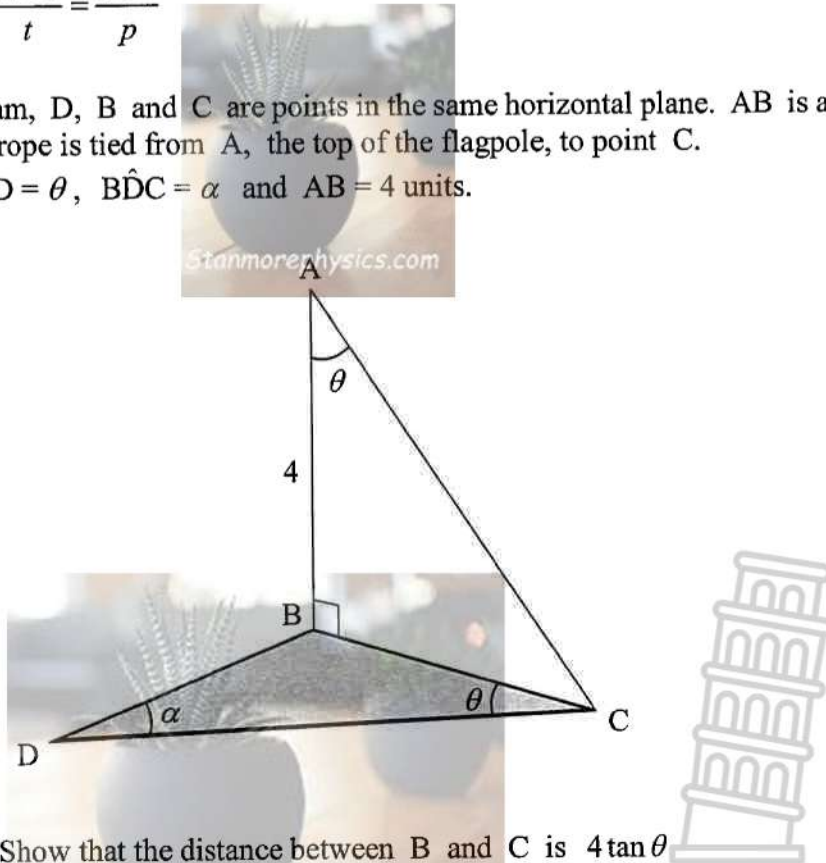 t = p
am, D, B and C are points in the same horizontal plane. AB is a
rope is tied from A, the top of the flagpole, to point C.
D = θ, BD̂C = α and AB = 4 units.
Stanmorephysics.com
A
θ
4
B
α
θ
C
D
Show that the distance between B and C is 4 tan θ